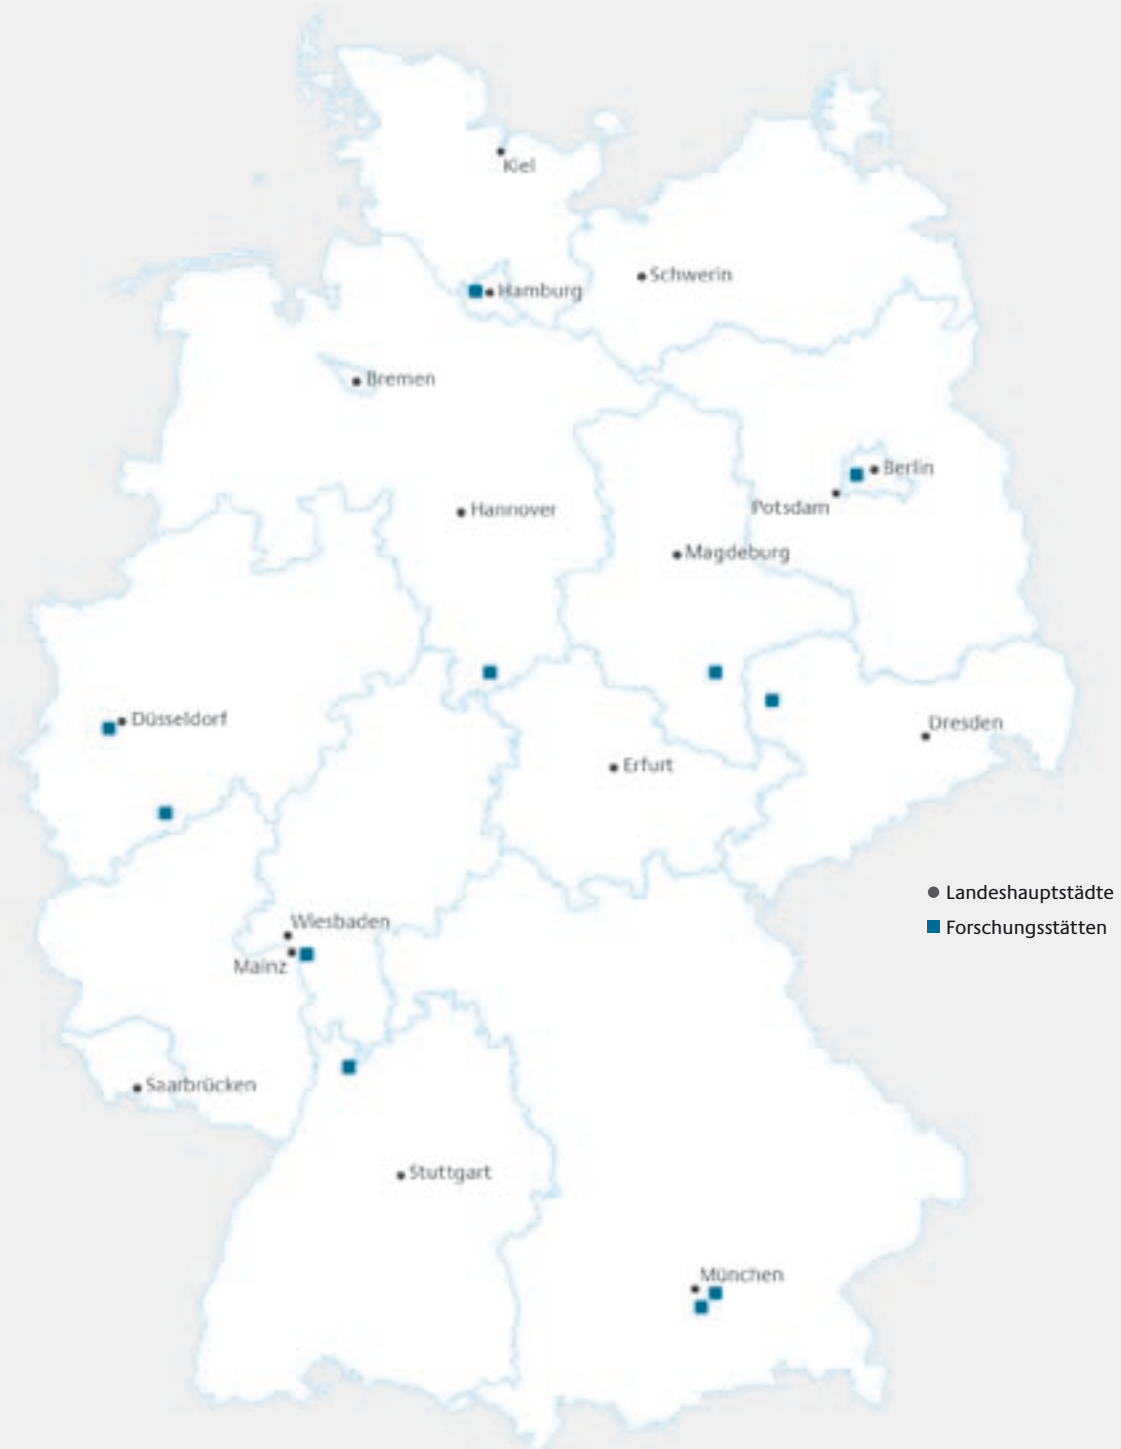 Kiel
Schwerin
Hamburg
Bremen
Berlin
Potsdam
Hannover
Magdeburg
Düsseldorf
Dresden
Erfurt
Landeshauptstädte
Wiesbaden
Forschungsstätten
Mainz
Saarbrücken
Stuttgart
München